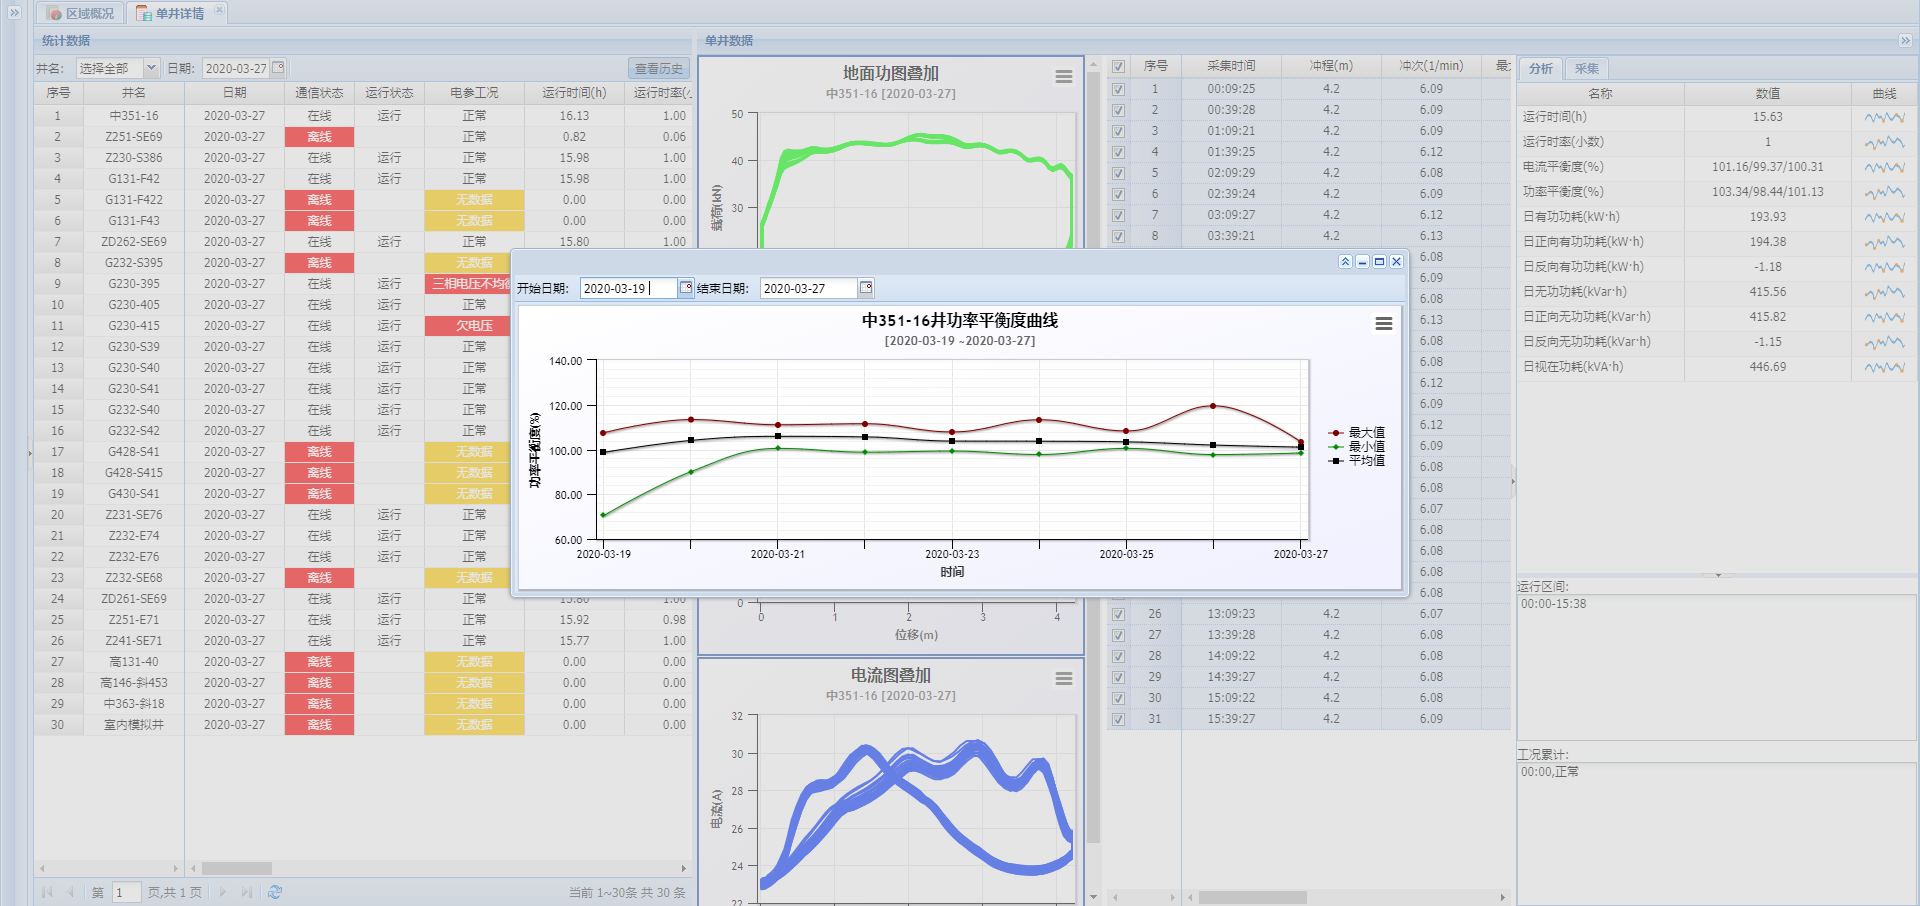 区域概况 单井详情
统计数据 单井数据
井名: 选择全部 日期: 2020-03-27 查看历史
序号 井名 日期 通信状态 运行状态 电参工况 运行时间(h) 运行时率(小
1 中351-16 2020-03-27 在线 运行 正常 16.13 1.00
2 Z251-SE69 2020-03-27 离线 正常 0.82 0.06
3 Z230-S386 2020-03-27 在线 运行 正常 15.98 1.00
4 G131-F42 2020-03-27 在线 运行 正常 15.98 1.00
5 G131-F422 2020-03-27 离线 无数据 0.00 0.00
6 G131-F43 2020-03-27 离线 无数据 0.00 0.00
7 ZD262-SE69 2020-03-27 在线 运行 正常 15.80 1.00
8 G232-S395 2020-03-27 离线 无数据
9 G230-395 2020-03-27 在线 运行 三相电压不均衡
10 G230-405 2020-03-27 在线 运行 正常
11 G230-415 2020-03-27 在线 运行 欠电压
12 G230-S39 2020-03-27 在线 运行 正常
13 G230-S40 2020-03-27 在线 运行 正常
14 G230-S41 2020-03-27 在线 运行 正常
15 G232-S40 2020-03-27 在线 运行 正常
16 G232-S42 2020-03-27 在线 运行 正常
17 G428-S41 2020-03-27 离线 无数据
18 G428-S415 2020-03-27 离线 无数据
19 G430-S41 2020-03-27 离线 无数据
20 Z231-SE76 2020-03-27 在线 运行 正常
21 Z232-E74 2020-03-27 在线 运行 正常
22 Z232-E76 2020-03-27 在线 运行 正常
23 Z232-SE68 2020-03-27 离线 无数据
24 ZD261-SE69 2020-03-27 在线 运行 正常 15.80 1.00
25 Z251-E71 2020-03-27 在线 运行 正常 15.92 0.98
26 Z241-SE71 2020-03-27 在线 运行 正常 15.77 1.00
27 高131-40 2020-03-27 离线 无数据 0.00 0.00
28 高146-斜453 2020-03-27 离线 无数据 0.00 0.00
29 中363-斜18 2020-03-27 离线 无数据 0.00 0.00
30 室内模拟井 2020-03-27 离线 无数据 0.00 0.00
第 1 页,共 1 页 当前 1~30条 共 30 条
地面功图叠加
中351-16 [2020-03-27]
50
40
30
载荷(kN)
0
0 1 2 3 4
位移(m)
电流图叠加
中351-16 [2020-03-27]
32
30
28
26
24
22
电流(A)
序号 采集时间 冲程(m) 冲次(1/min) 最
1 00:09:25 4.2 6.09
2 00:39:28 4.2 6.09
3 01:09:21 4.2 6.09
4 01:39:25 4.2 6.12
5 02:09:29 4.2 6.08
6 02:39:24 4.2 6.09
7 03:09:27 4.2 6.12
8 03:39:21 4.2 6.13
6.08
6.09
6.08
6.13
6.08
6.08
6.12
6.09
6.12
6.09
6.08
6.08
6.07
6.08
6.08
6.08
6.08
26 13:09:23 4.2 6.07
27 13:39:28 4.2 6.08
28 14:09:22 4.2 6.08
29 14:39:27 4.2 6.08
30 15:09:22 4.2 6.08
31 15:39:27 4.2 6.09
分析 采集
名称 数值 曲线
运行时间(h) 15.63
运行时率(小数) 1
电流平衡度(%) 101.16/99.37/100.31
功率平衡度(%) 103.34/98.44/101.13
日有功功耗(kW·h) 193.93
日正向有功功耗(kW·h) 194.38
日反向有功功耗(kW·h) -1.18
日无功功耗(kVar·h) 415.56
日正向无功功耗(kVar·h) 415.82
日反向无功功耗(kVar·h) -1.15
日视在功耗(kVA·h) 446.69
运行区间:
00:00-15:38
工况累计:
00:00,正常
开始日期: 2020-03-19 结束日期: 2020-03-27
中351-16井功率平衡度曲线
[2020-03-19 ~2020-03-27]
140.00
120.00
100.00
80.00
60.00
功率平衡度(%)
2020-03-19 2020-03-21 2020-03-23 2020-03-25 2020-03-27
时间
最大值
最小值
平均值